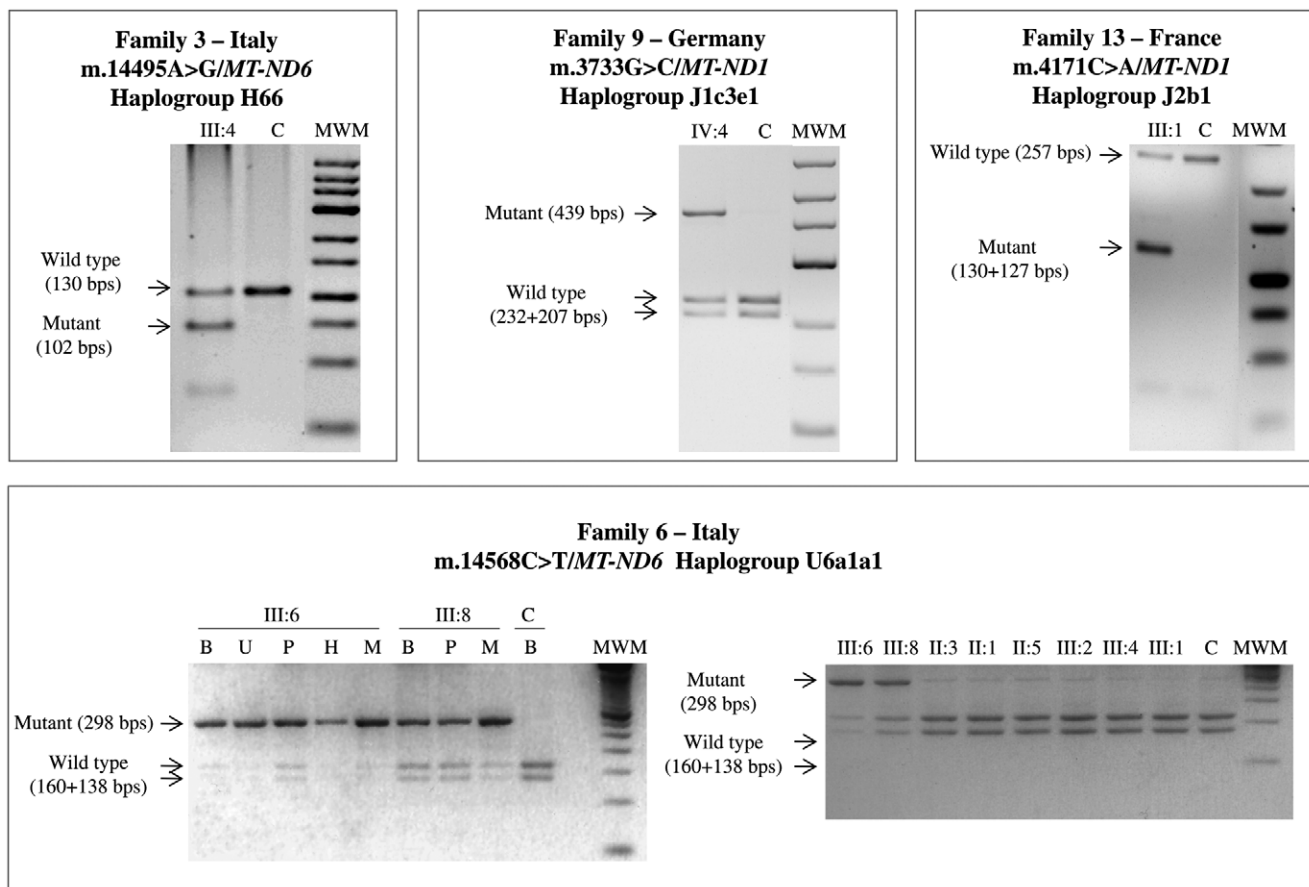 Family 3 – Italy
m.14495A>G/MT-ND6
Haplogroup H66
III:4 C MWM
Wild type
(130 bps)
Mutant
(102 bps)
Family 9 – Germany
m.3733G>C/MT-ND1
Haplogroup J1c3e1
IV:4 C MWM
Mutant (439 bps)
Wild type
(232+207 bps)
Family 13 – France
m.4171C>A/MT-ND1
Haplogroup J2b1
III:1 C MWM
Wild type (257 bps)
Mutant
(130+127 bps)
Family 6 – Italy
m.14568C>T/MT-ND6 Haplogroup U6a1a1
III:6 III:8 C
B U P H M B P M B MWM
Mutant (298 bps)
Wild type
(160+138 bps)
III:6 III:8 II:3 II:1 II:5 III:2 III:4 III:1 C MWM
Mutant
(298 bps)
Wild type
(160+138 bps)